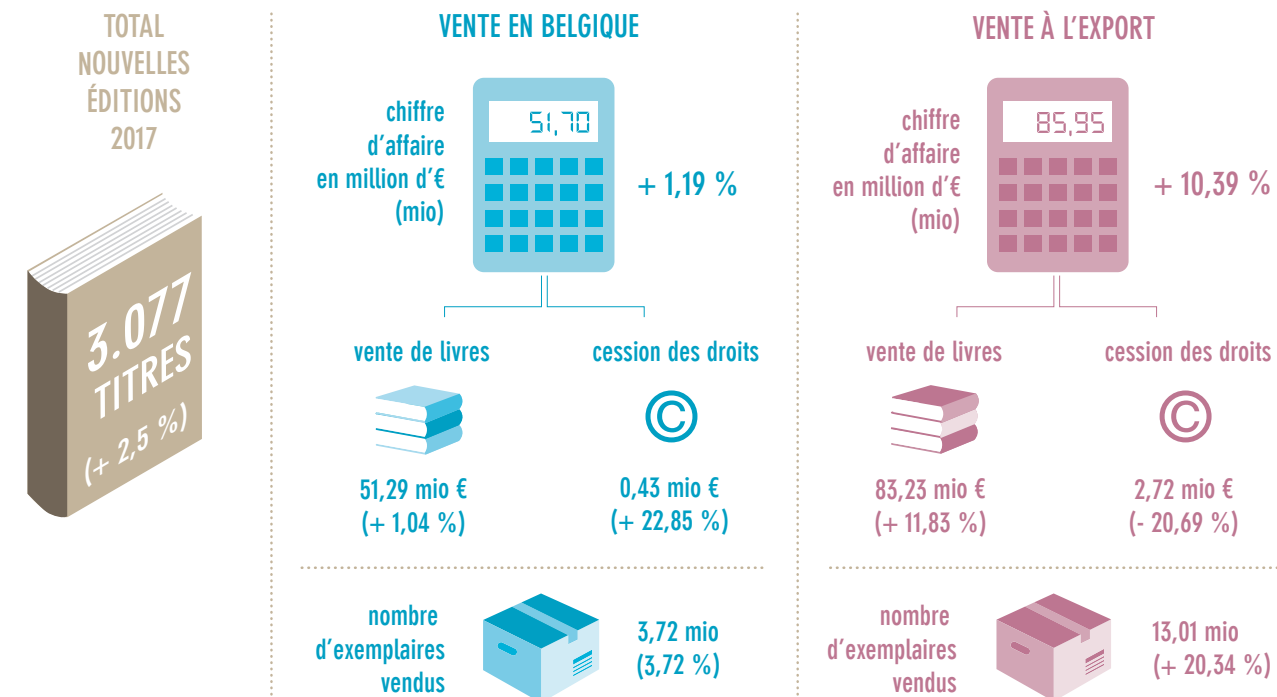 TOTAL
NOUVELLES
ÉDITIONS
2017
3.077
TITRES
(+ 2,5 %)
VENTE EN BELGIQUE
chiffre
d'affaire
en million d'€
(mio)
51,70
+ 1,19 %
vente de livres
51,29 mio €
(+ 1,04 %)
cession des droits
©
0,43 mio €
(+ 22,85 %)
nombre
d'exemplaires
vendus
3,72 mio
(3,72 %)
VENTE À L'EXPORT
chiffre
d'affaire
en million d'€
(mio)
85,95
+ 10,39 %
vente de livres
83,23 mio €
(+ 11,83 %)
cession des droits
©
2,72 mio €
(- 20,69 %)
nombre
d'exemplaires
vendus
13,01 mio
(+ 20,34 %)